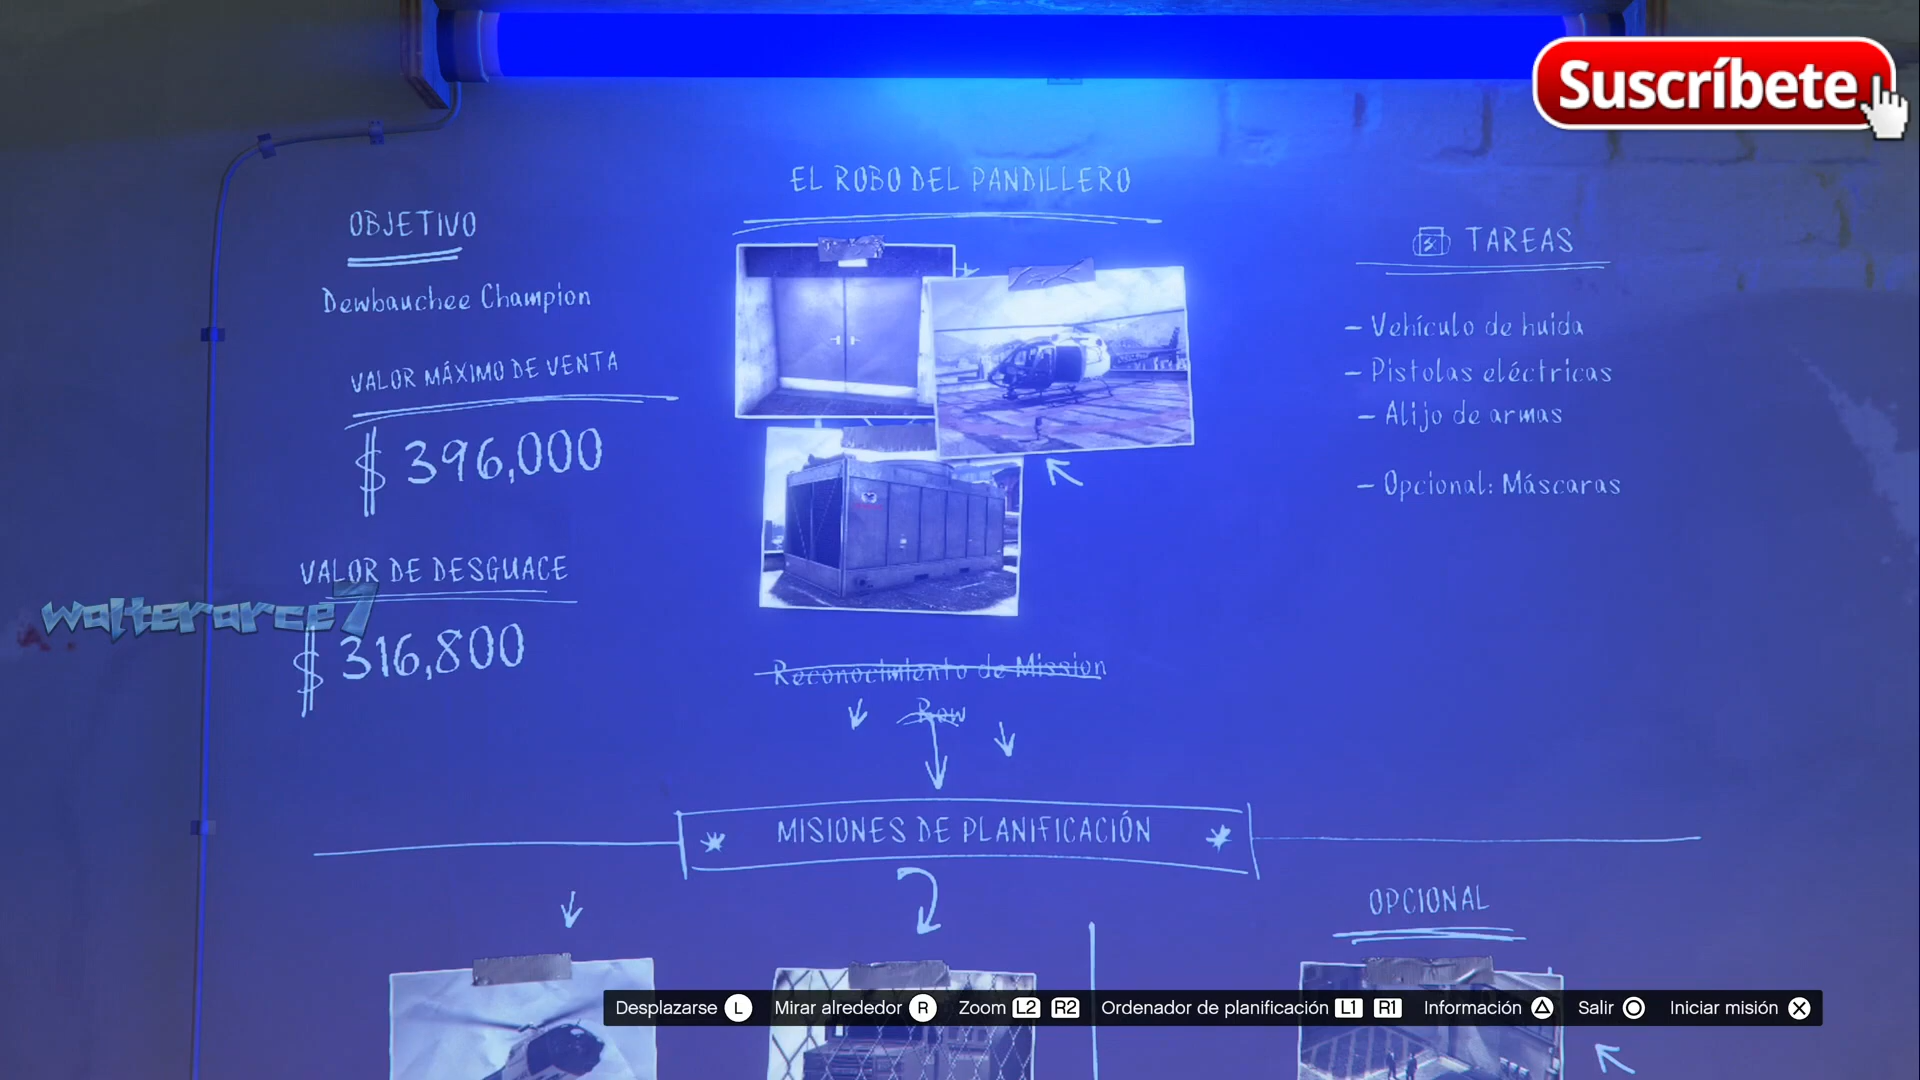 Suscríbete
EL ROBO DEL PANDILLERO
OBJETIVO
Dewbauchee Champion
VALOR MÁXIMO DE VENTA
$ 396,000
VALOR DE DESGUACE
walterarce7
$ 316,800
TAREAS
– Vehículo de huida
– Pistolas eléctricas
– Alijo de armas
– Opcional: Máscaras
Reconocimiento de Mission
Row
MISIONES DE PLANIFICACIÓN
OPCIONAL
Desplazarse L Mirar alrededor R Zoom L2 R2 Ordenador de planificación L1 R1 Información Salir Iniciar misión